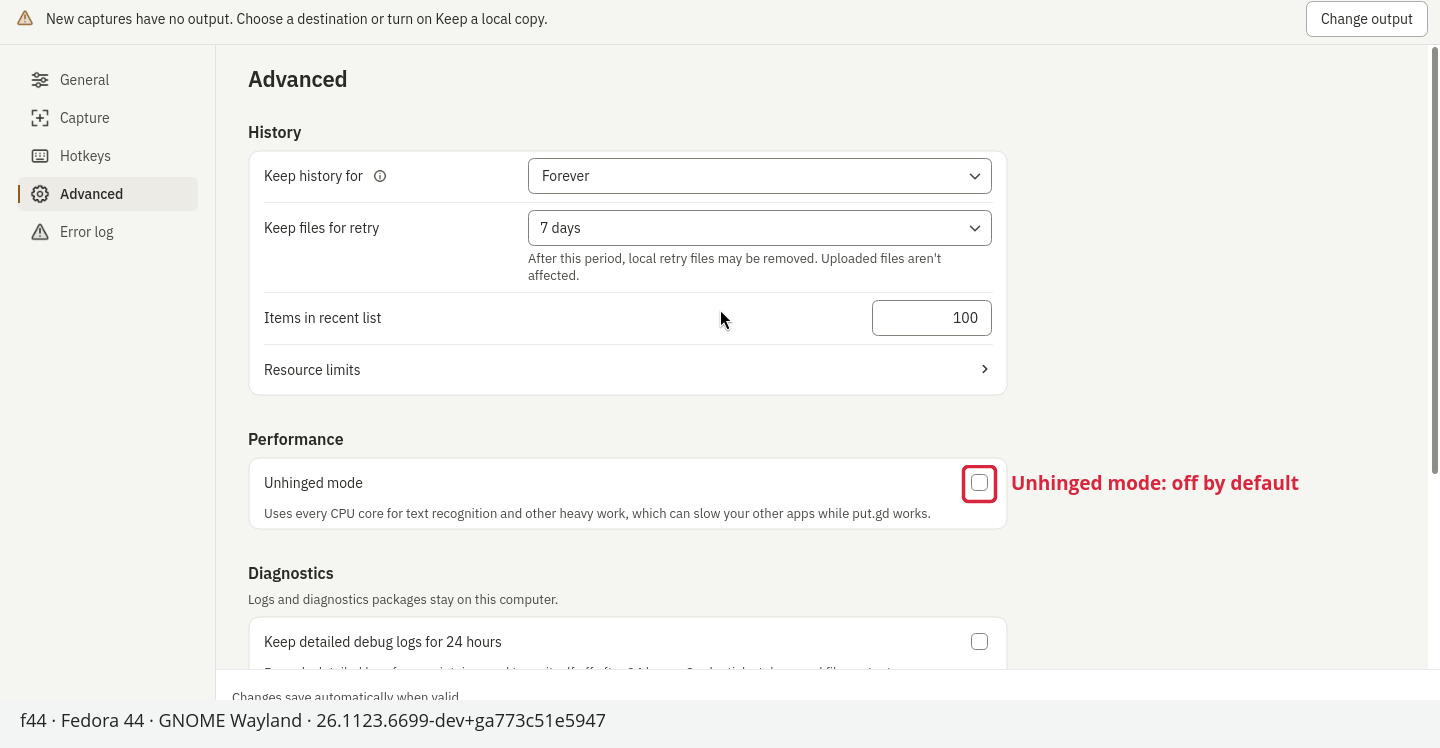 New captures have no output. Choose a destination or turn on Keep a local copy.
Change output
General
Capture
Hotkeys
Advanced
Error log
Advanced
History
Keep history for
Forever
Keep files for retry
7 days
After this period, local retry files may be removed. Uploaded files aren't
affected.
Items in recent list
100
Resource limits
Performance
Unhinged mode
Unhinged mode: off by default
Uses every CPU core for text recognition and other heavy work, which can slow your other apps while put.gd works.
Diagnostics
Logs and diagnostics packages stay on this computer.
Keep detailed debug logs for 24 hours
Changes save automatically when valid.
f44 · Fedora 44 · GNOME Wayland · 26.1123.6699-dev+ga773c51e5947